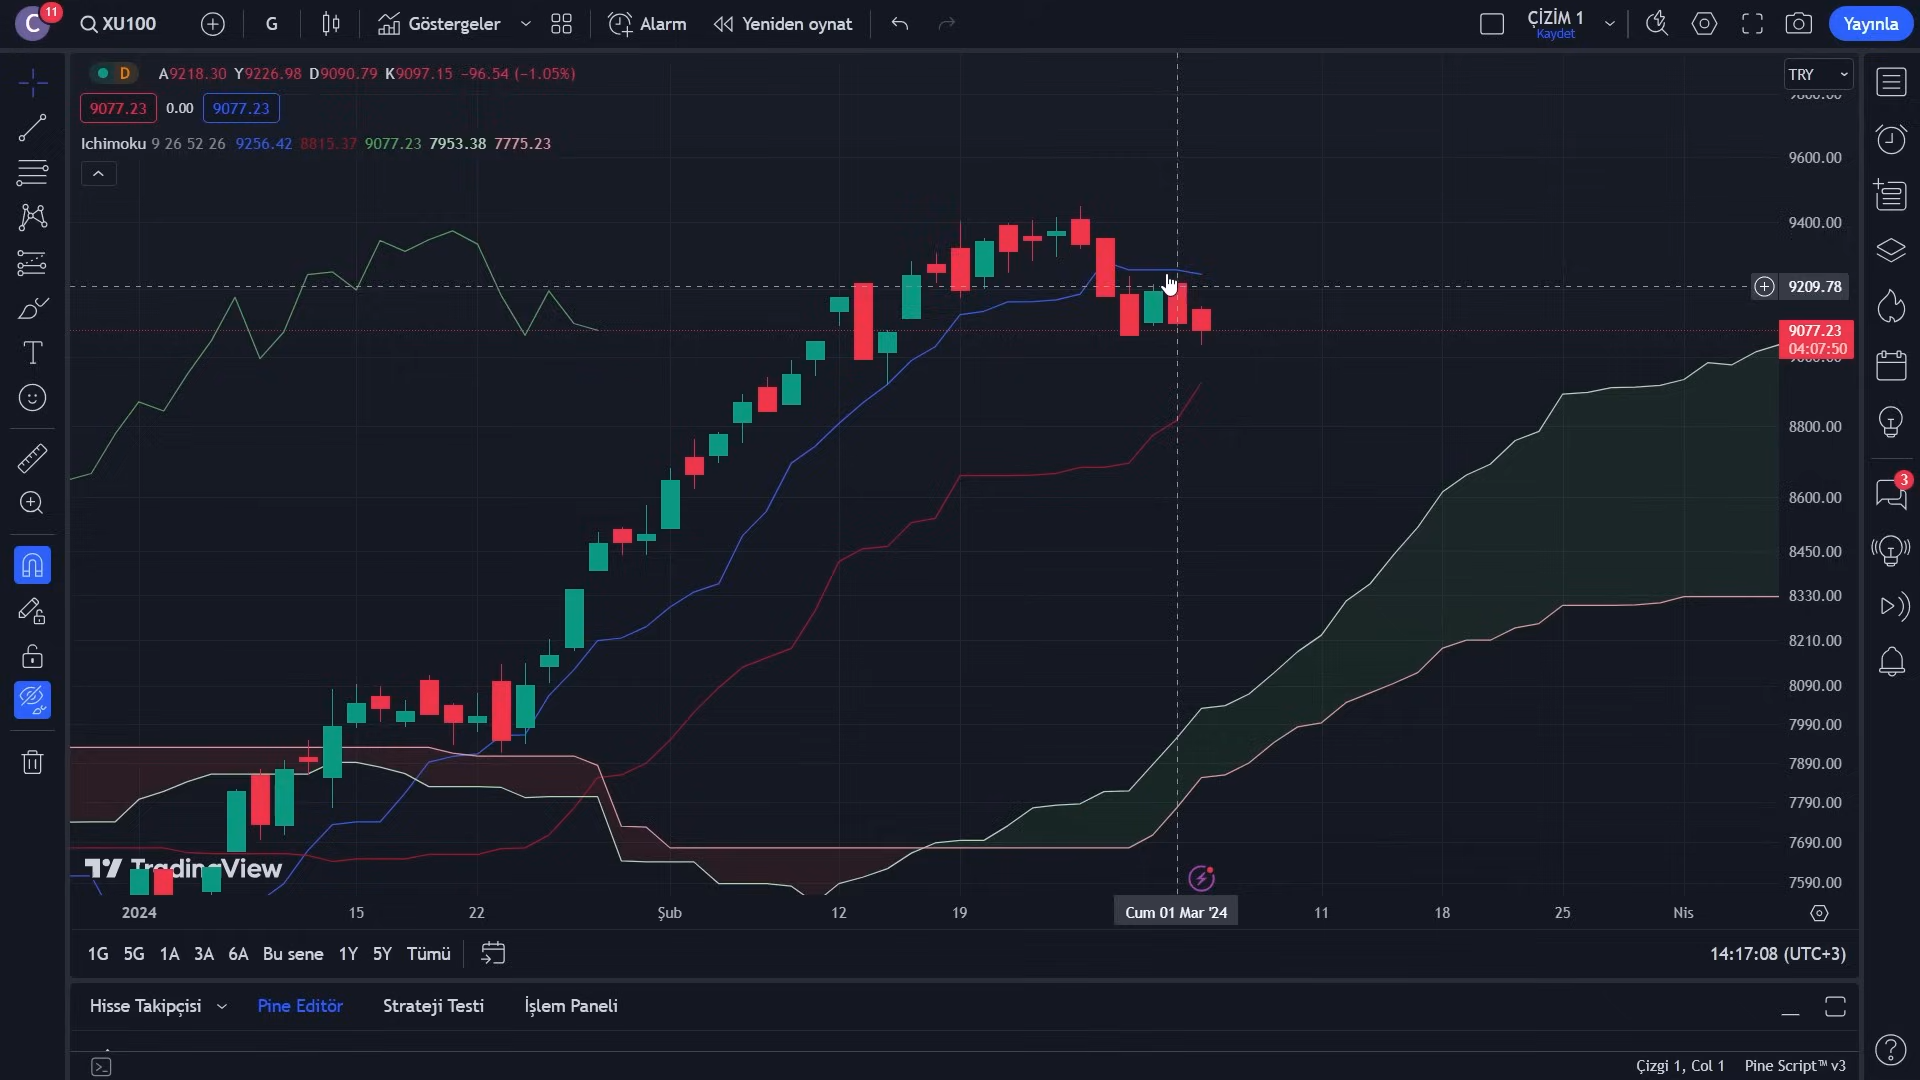 C 11 XU100 G Göstergeler Alarm Yeniden oynat ÇİZİM 1 Yayınla
Kaydet
D A9218.30 Y9226.98 D9090.79 K9097.15 −96.54 (−1.05%) TRY
9077.23 0.00 9077.23
Ichimoku 9 26 52 26 9256.42 8815.37 9077.23 7953.38 7775.23
9600.00
9400.00
9209.78
9077.23
04:07:50
8800.00
8600.00
8450.00
8330.00
8210.00
8090.00
7990.00
7890.00
7790.00
7690.00
7590.00
3
TradingView
2024 15 22 Şub 12 19 Cum 01 Mar '24 11 18 25 Nis
1G 5G 1A 3A 6A Bu sene 1Y 5Y Tümü 14:17:08 (UTC+3)
Hisse Takipçisi Pine Editör Strateji Testi İşlem Paneli
Çizgi 1, Col 1 Pine Script™ v3